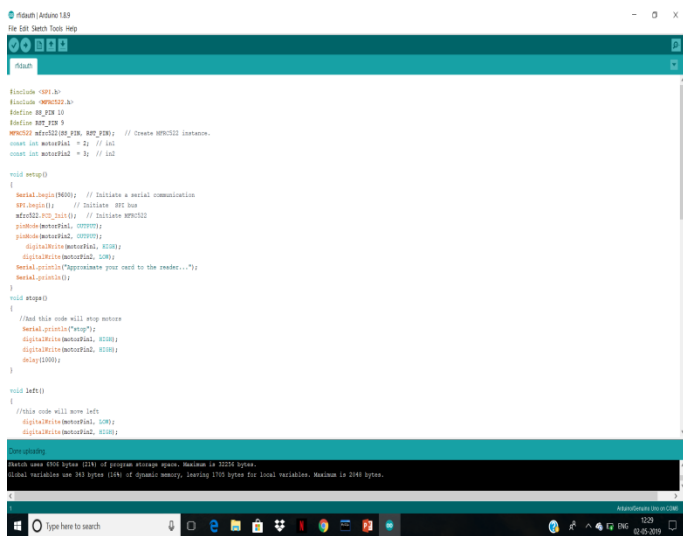 rfidauth | Arduino 1.8.9
File Edit Sketch Tools Help
rfidauth
#include <SPI.h>
#include <MFRC522.h>
#define SS_PIN 10
#define RST_PIN 9
MFRC522 mfrc522(SS_PIN, RST_PIN);   // Create MFRC522 instance.
const int motorPin1  = 2;  // in1
const int motorPin2  = 3;  // in2
void setup()
{
Serial.begin(9600);   // Initiate a serial communication
SPI.begin();      // Initiate  SPI bus
mfrc522.PCD_Init();   // Initiate MFRC522
pinMode(motorPin1, OUTPUT);
pinMode(motorPin2, OUTPUT);
digitalWrite(motorPin1, HIGH);
digitalWrite(motorPin2, LOW);
Serial.println("Approximate your card to the reader...");
Serial.println();
}
void stops()
{
//And this code will stop motors
Serial.println("stop");
digitalWrite(motorPin1, HIGH);
digitalWrite(motorPin2, HIGH);
delay(1000);
}
void left()
{
//this code will move left
digitalWrite(motorPin1, LOW);
digitalWrite(motorPin2, HIGH);
Done uploading.
Sketch uses 6906 bytes (21%) of program storage space. Maximum is 32256 bytes.
Global variables use 343 bytes (16%) of dynamic memory, leaving 1705 bytes for local variables. Maximum is 2048 bytes.
1
Arduino/Genuino Uno on COM
Type here to search
ENG
12:29
02-05-2019